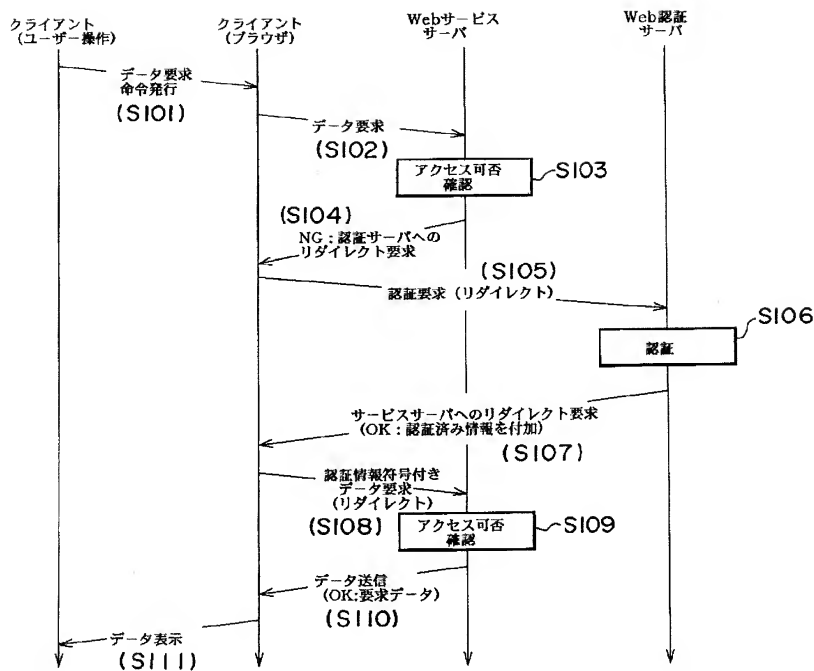 クライアント
(ユーザー操作)
クライアント
(ブラウザ)
Webサービス
サーバ
Web認証
サーバ
データ要求
命令発行
(S101)
データ要求
(S102)
アクセス可否
確認
S103
(S104)
NG:認証サーバへの
リダイレクト要求
(S105)
認証要求(リダイレクト)
S106
認証
サービスサーバへのリダイレクト要求
(OK:認証済み情報を付加)
(S107)
認証情報符号付き
データ要求
(リダイレクト)
(S108)
アクセス可否
確認
S109
データ送信
(OK:要求データ)
(S110)
データ表示
(S111)